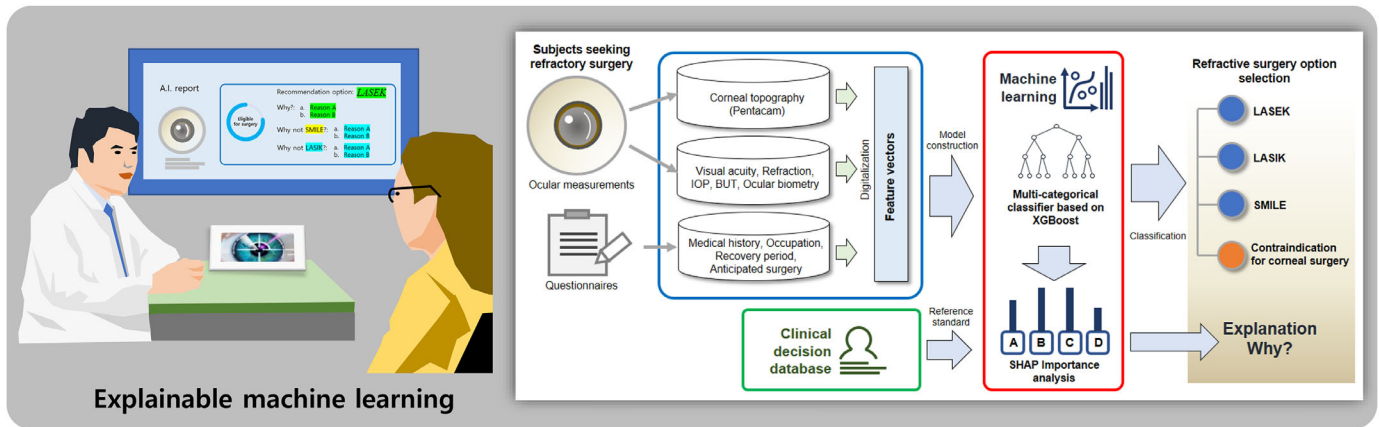 A.I. report
Eligible
for surgery
Recommendation option: LASEK
Why?: a. Reason A
b. Reason B
Why not SMILE?: a. Reason A
b. Reason B
Why not LASIK?: a. Reason A
b. Reason B
Explainable machine learning
Subjects seeking
refractory surgery
Ocular measurements
Questionnaires
Corneal topography
(Pentacam)
Visual acuity, Refraction,
IOP, BUT, Ocular biometry
Medical history, Occupation,
Recovery period,
Anticipated surgery
Digitalization
Feature vectors
Clinical
decision
database
Model
construction
Reference
standard
Machine
learning
Multi-categorical
classifier based on
XGBoost
A B C D
SHAP Importance
analysis
Classification
Refractive surgery option
selection
LASEK
LASIK
SMILE
Contraindication
for corneal surgery
Explanation
Why?